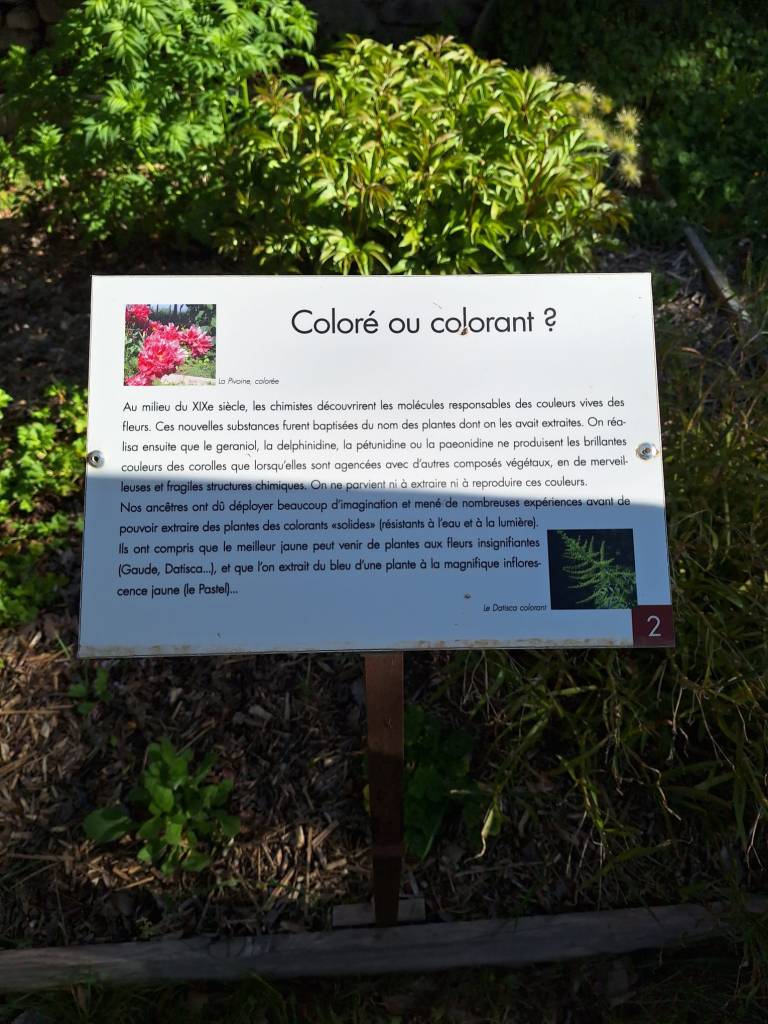 Coloré ou colorant ?
La Pivoine, colorée
Au milieu du XIXe siècle, les chimistes découvrirent les molécules responsables des couleurs vives des
fleurs. Ces nouvelles substances furent baptisées du nom des plantes dont on les avait extraites. On réa-
lisa ensuite que le geraniol, la delphinidine, la pétunidine ou la paeonidine ne produisent les brillantes
couleurs des corolles que lorsqu'elles sont agencées avec d'autres composés végétaux, en de merveil-
leuses et fragiles structures chimiques. On ne parvient ni à extraire ni à reproduire ces couleurs.
Nos ancêtres ont dû déployer beaucoup d'imagination et mené de nombreuses expériences avant de
pouvoir extraire des plantes des colorants «solides» (résistants à l'eau et à la lumière).
Ils ont compris que le meilleur jaune peut venir de plantes aux fleurs insignifiantes
(Gaude, Datisca...), et que l'on extrait du bleu d'une plante à la magnifique inflores-
cence jaune (le Pastel)...
Le Datisca colorant
2